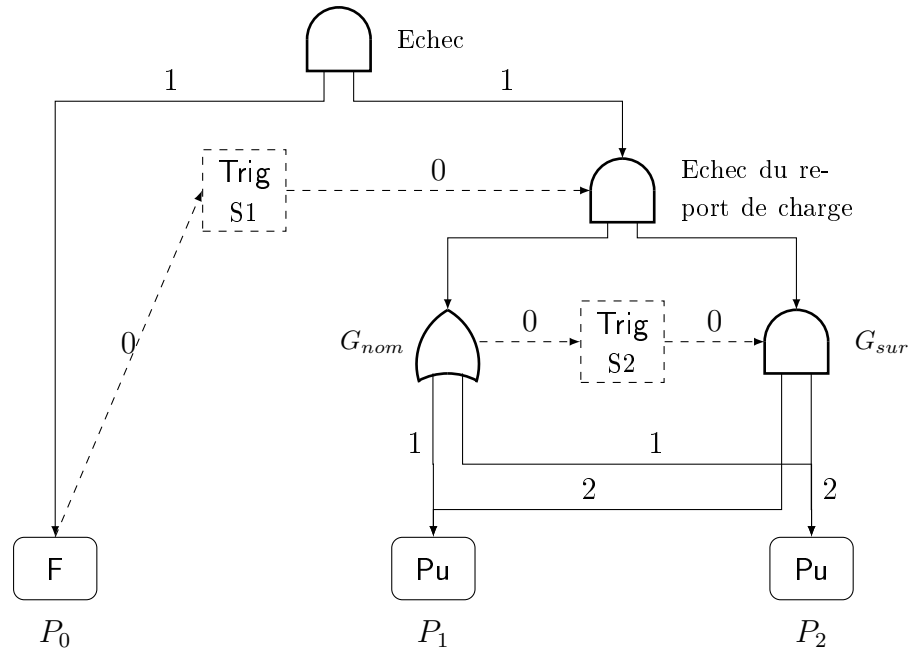 Echec
1
1
Trig
S1
0
Echec du re-
port de charge
0
G_nom
0
Trig
S2
0
G_sur
1
1
2
2
F
Pu
Pu
P_0
P_1
P_2